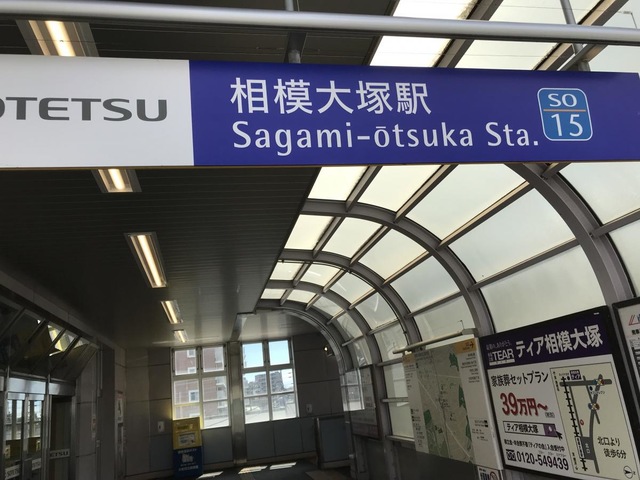 OTETSU
相模大塚駅
Sagami-ōtsuka Sta.
SO
15
TEAR ティア相模大塚
家族葬セットプラン
39万円~
ティア相模大塚
0120-549439
北口より
徒歩6分